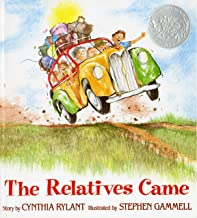 The Relatives Came
Story by CYNTHIA RYLANT Illustrated by STEPHEN GAMMELL